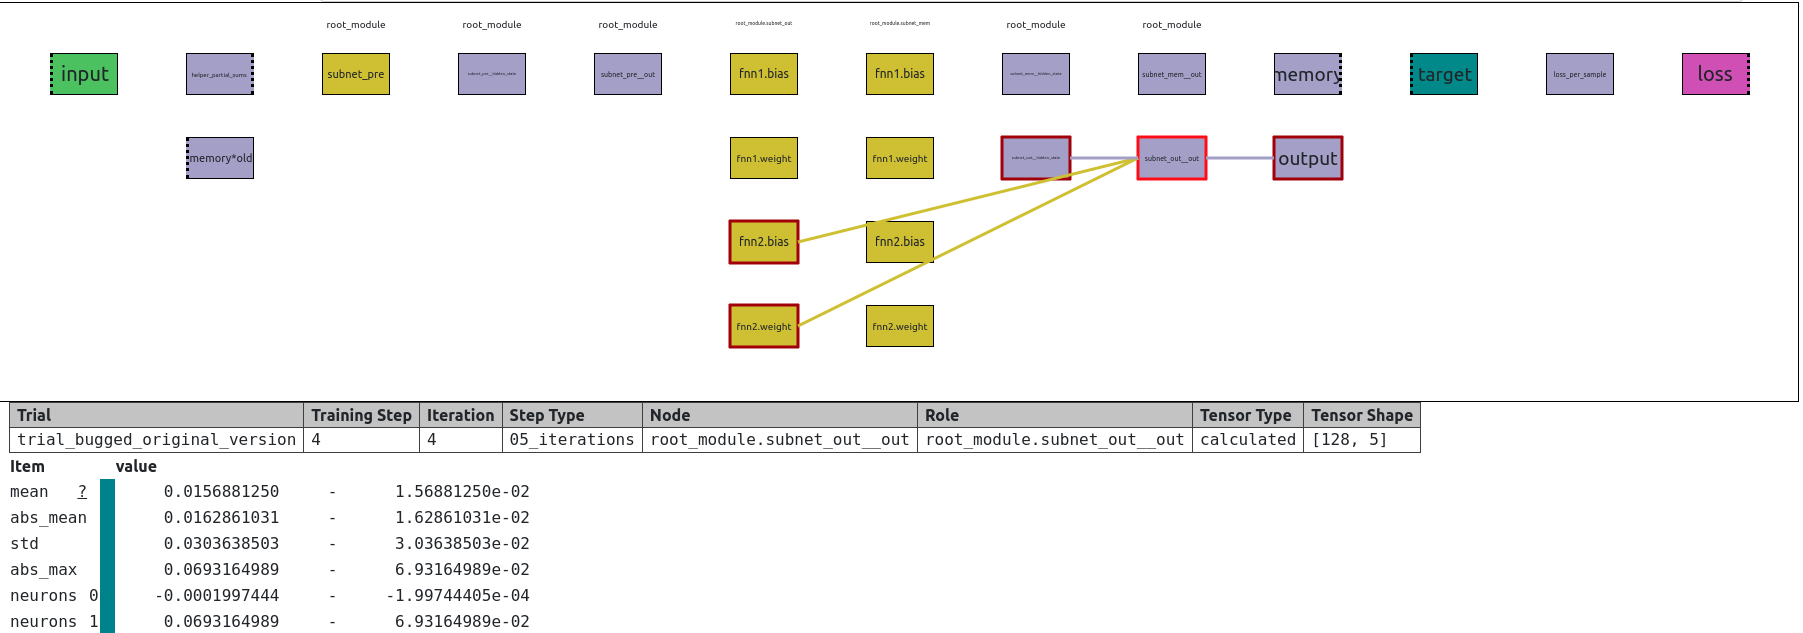 root_module root_module root_module root_module.subnet_out root_module.subnet_mem root_module root_module
input helper_partial_sums subnet_pre subnet_pre__hidden_state subnet_pre__out fnn1.bias fnn1.bias subnet_mem__hidden_state subnet_mem__out memory target loss_per_sample loss
memory*old fnn1.weight fnn1.weight subnet_out__hidden_state subnet_out__out output
fnn2.bias fnn2.bias
fnn2.weight fnn2.weight
Trial Training Step Iteration Step Type Node Role Tensor Type Tensor Shape
trial_bugged_original_version 4 4 05_iterations root_module.subnet_out__out root_module.subnet_out__out calculated [128, 5]
Item value
mean ? 0.0156881250 - 1.56881250e-02
abs_mean 0.0162861031 - 1.62861031e-02
std 0.0303638503 - 3.03638503e-02
abs_max 0.0693164989 - 6.93164989e-02
neurons 0 -0.0001997444 - -1.99744405e-04
neurons 1 0.0693164989 - 6.93164989e-02